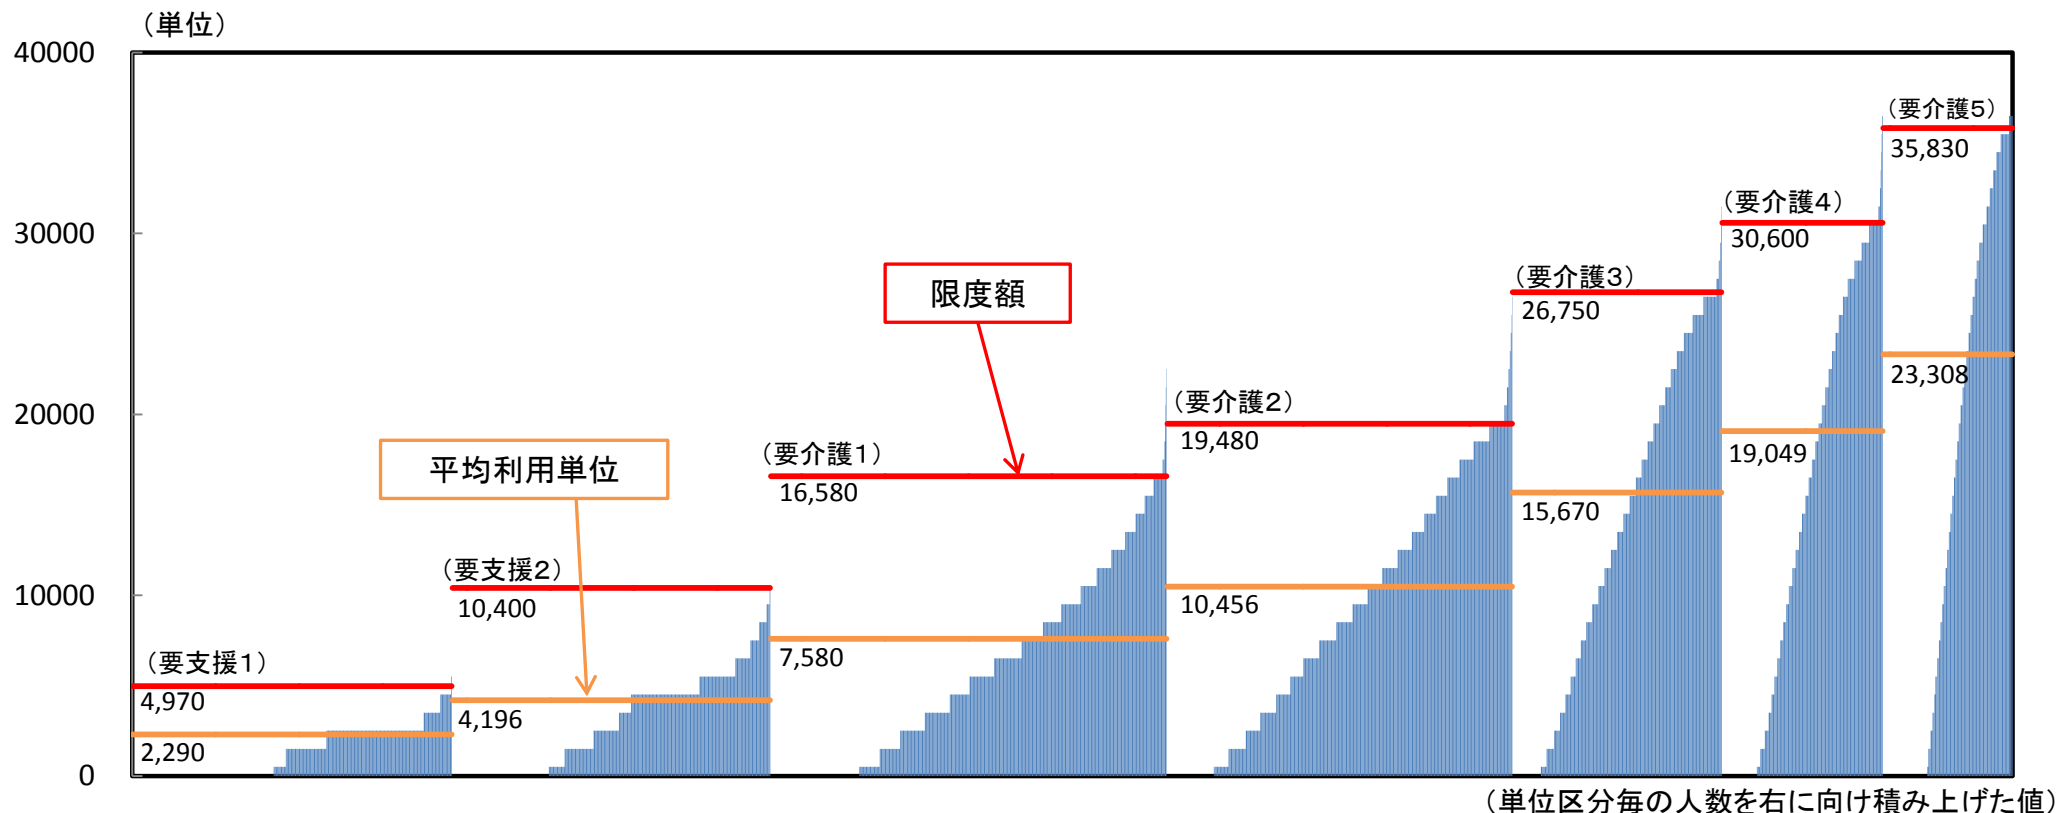 （単位）
40000
30000
20000
10000
0
（要支援１）
4,970
2,290
（要支援２）
10,400
4,196
平均利用単位
（要介護１）
16,580
7,580
限度額
（要介護２）
19,480
10,456
（要介護３）
26,750
15,670
（要介護４）
30,600
19,049
（要介護５）
35,830
23,308
（単位区分毎の人数を右に向け積み上げた値）